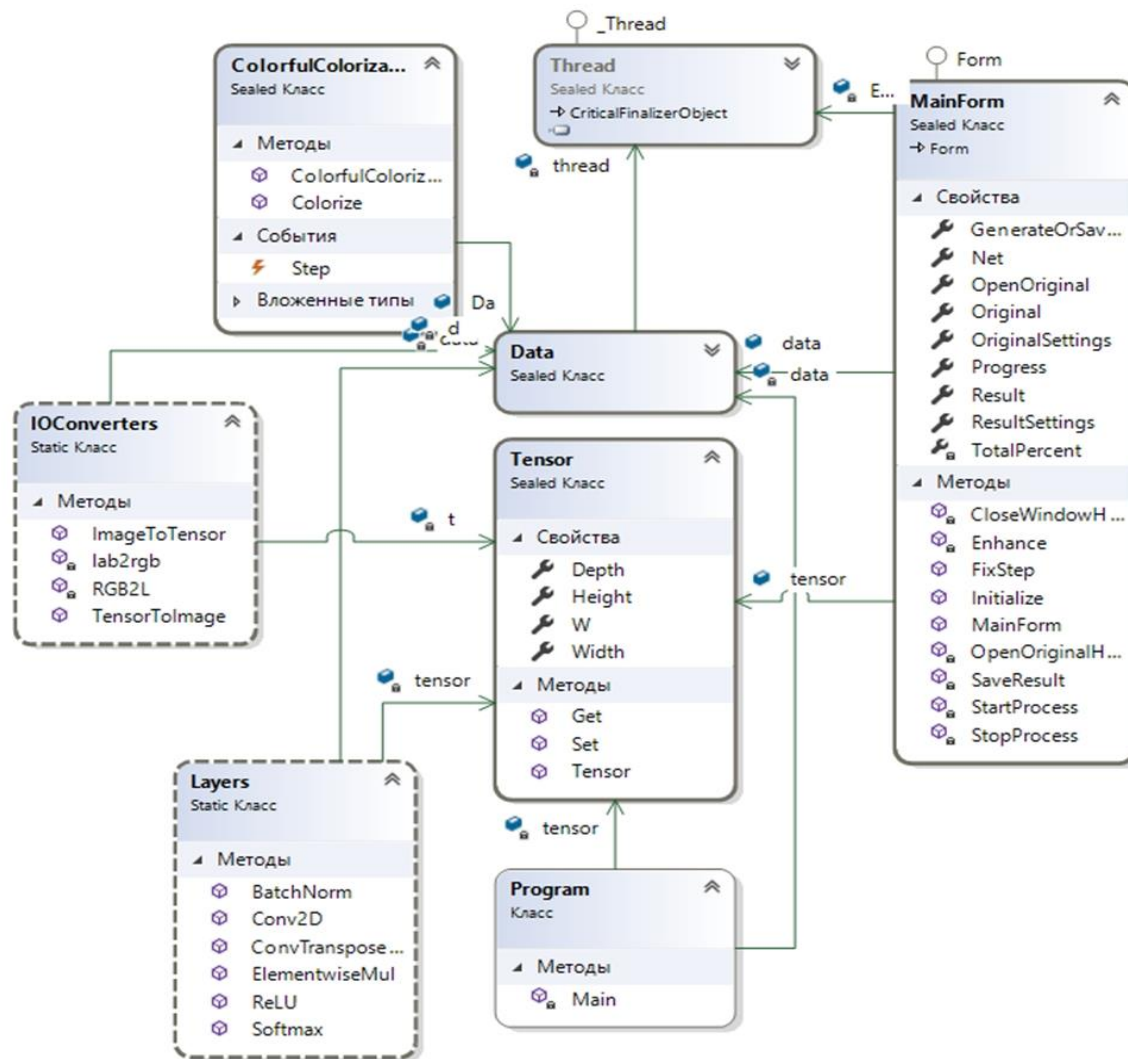 _Thread
Form
ColorfulColoriza...
Sealed Класс
Методы
ColorfulColoriz...
Colorize
События
Step
Вложенные типы
Thread
Sealed Класс
CriticalFinalizerObject
E...
thread
MainForm
Sealed Класс
Form
Свойства
GenerateOrSav...
Net
OpenOriginal
Original
OriginalSettings
Progress
Result
ResultSettings
TotalPercent
Методы
CloseWindowH...
Enhance
FixStep
Initialize
MainForm
OpenOriginalH...
SaveResult
StartProcess
StopProcess
Da
d
data
Data
Sealed Класс
data
data
IOConverters
Static Класс
Методы
ImageToTensor
lab2rgb
RGB2L
TensorToImage
t
Tensor
Sealed Класс
Свойства
Depth
Height
W
Width
Методы
Get
Set
Tensor
tensor
tensor
Layers
Static Класс
Методы
BatchNorm
Conv2D
ConvTranspose...
ElementwiseMul
ReLU
Softmax
tensor
Program
Класс
Методы
Main